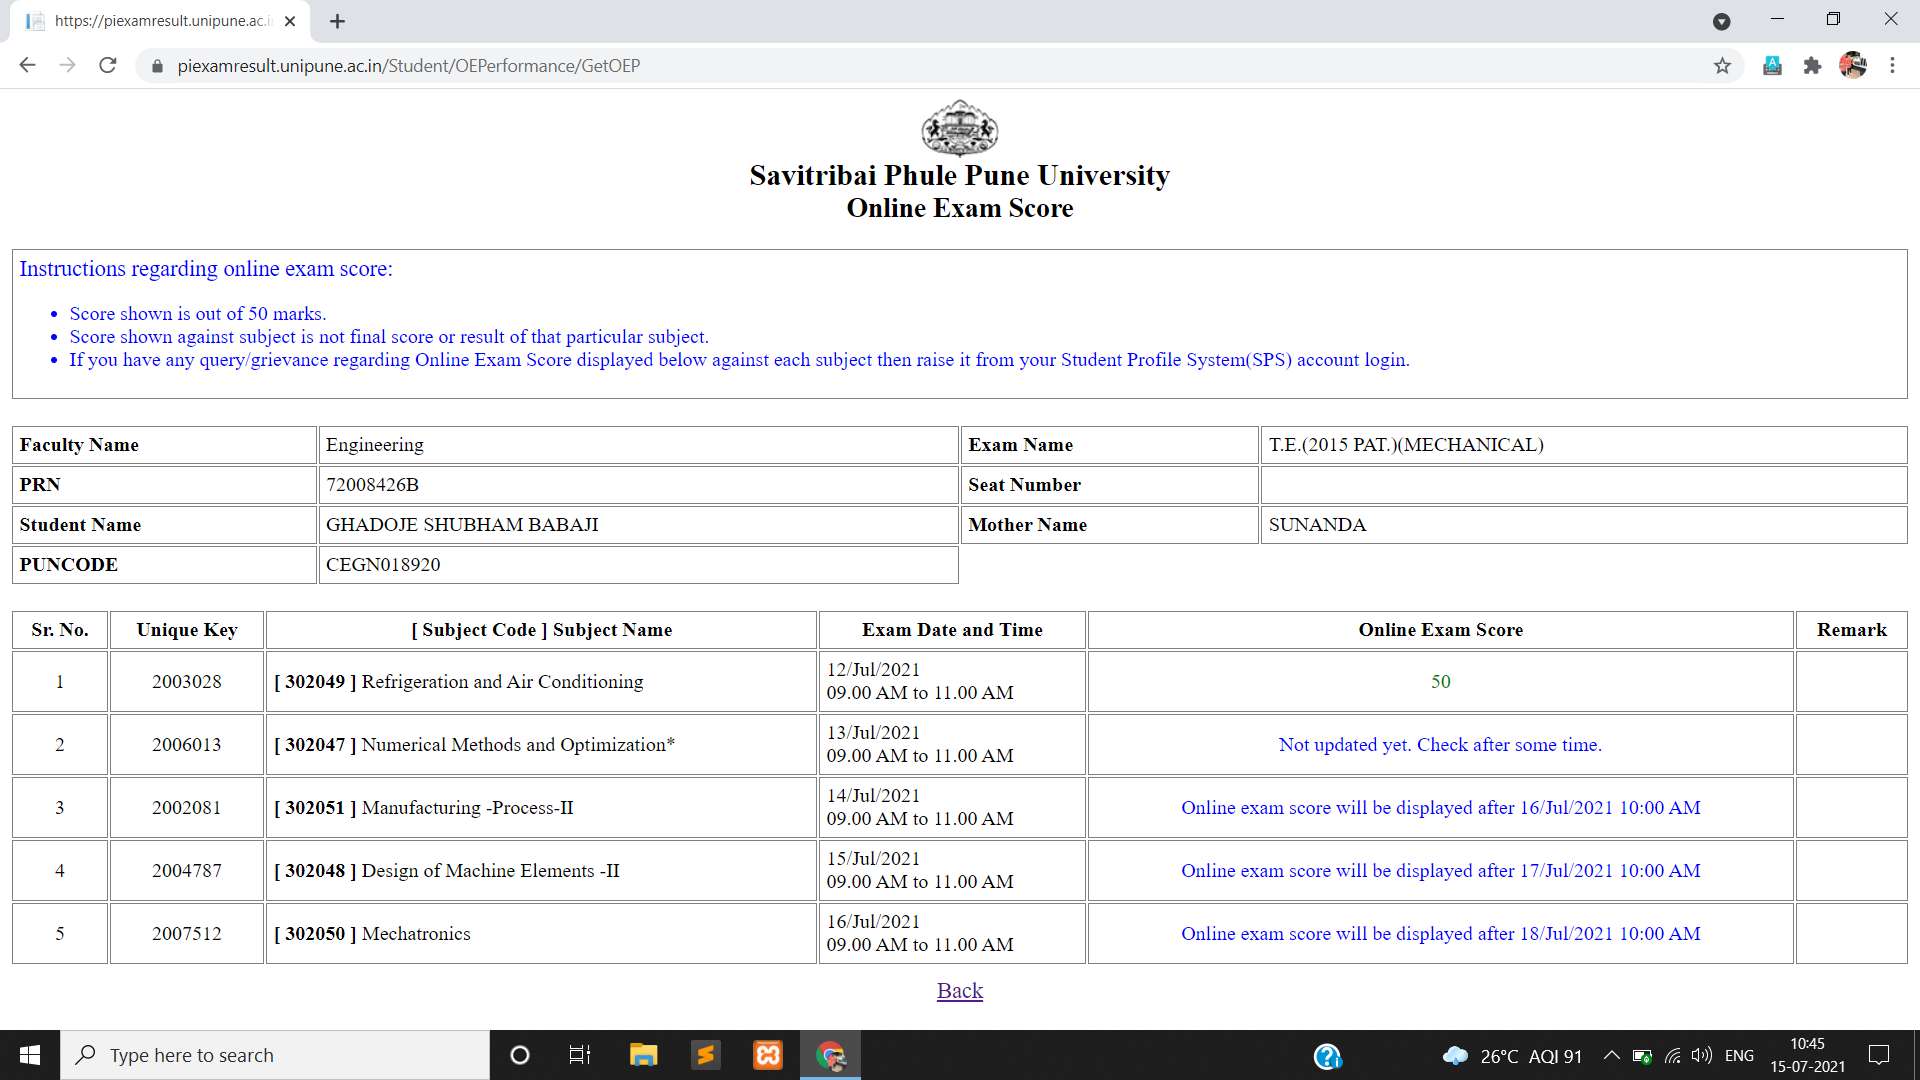 https://piexamresult.unipune.ac.i
piexamresult.unipune.ac.in/Student/OEPerformance/GetOEP
Savitribai Phule Pune University
Online Exam Score
Instructions regarding online exam score:
• Score shown is out of 50 marks.
• Score shown against subject is not final score or result of that particular subject.
• If you have any query/grievance regarding Online Exam Score displayed below against each subject then raise it from your Student Profile System(SPS) account login.
Faculty Name Engineering Exam Name T.E.(2015 PAT.)(MECHANICAL)
PRN 72008426B Seat Number
Student Name GHADOJE SHUBHAM BABAJI Mother Name SUNANDA
PUNCODE CEGN018920
Sr. No. Unique Key [ Subject Code ] Subject Name Exam Date and Time Online Exam Score Remark
1 2003028 [ 302049 ] Refrigeration and Air Conditioning 12/Jul/2021 50
09.00 AM to 11.00 AM
2 2006013 [ 302047 ] Numerical Methods and Optimization* 13/Jul/2021 Not updated yet. Check after some time.
09.00 AM to 11.00 AM
3 2002081 [ 302051 ] Manufacturing -Process-II 14/Jul/2021 Online exam score will be displayed after 16/Jul/2021 10:00 AM
09.00 AM to 11.00 AM
4 2004787 [ 302048 ] Design of Machine Elements -II 15/Jul/2021 Online exam score will be displayed after 17/Jul/2021 10:00 AM
09.00 AM to 11.00 AM
5 2007512 [ 302050 ] Mechatronics 16/Jul/2021 Online exam score will be displayed after 18/Jul/2021 10:00 AM
09.00 AM to 11.00 AM
Back
Type here to search
26°C AQI 91 ENG 10:45
15-07-2021